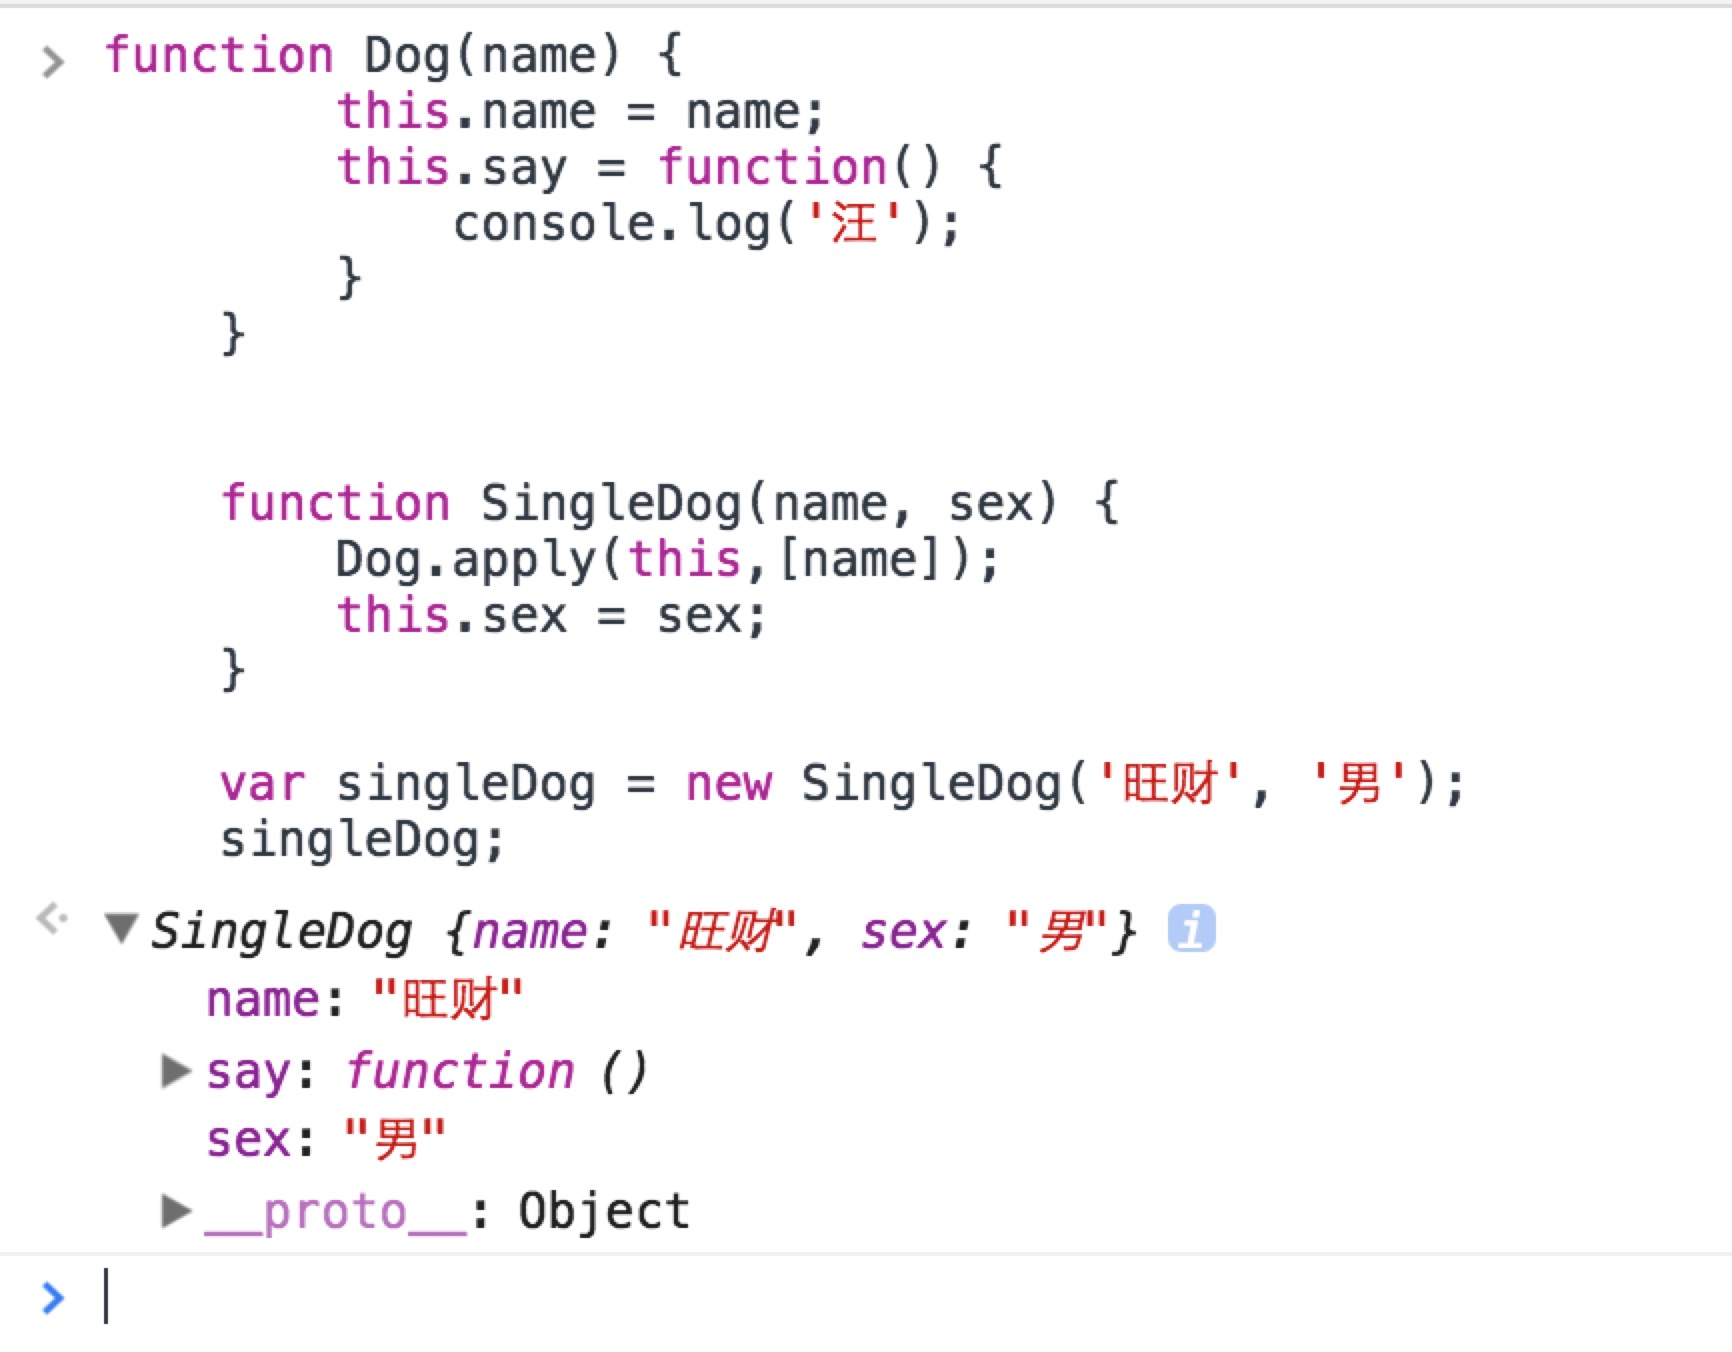 > function Dog(name) {
this.name = name;
this.say = function() {
console.log('汪');
}
}
function SingleDog(name, sex) {
Dog.apply(this,[name]);
this.sex = sex;
}
var singleDog = new SingleDog('旺财', '男');
singleDog;
▼SingleDog {name: "旺财", sex: "男"} i
name: "旺财"
▶say: function ()
sex: "男"
▶__proto__: Object
>